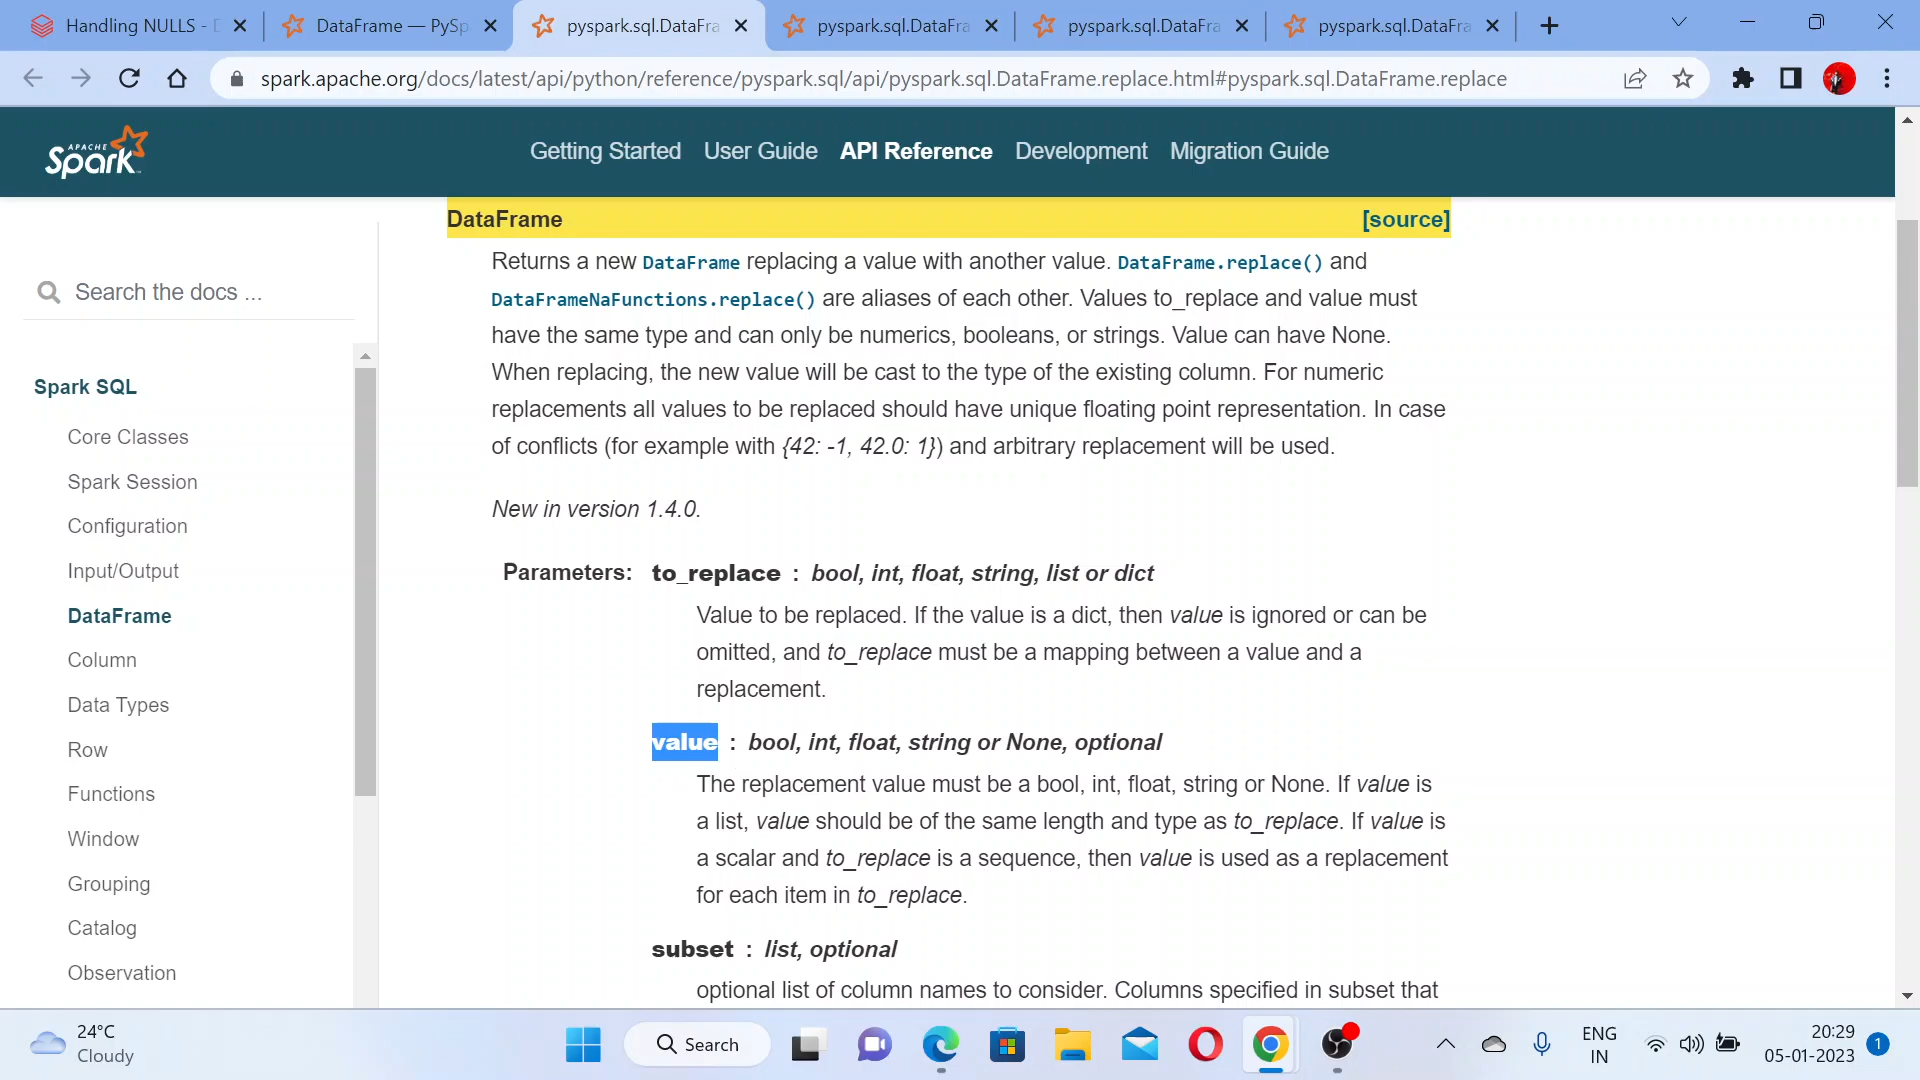 Handling NULLS - D
DataFrame — PySp
pyspark.sql.DataFra
pyspark.sql.DataFra
pyspark.sql.DataFra
pyspark.sql.DataFra
spark.apache.org/docs/latest/api/python/reference/pyspark.sql/api/pyspark.sql.DataFrame.replace.html#pyspark.sql.DataFrame.replace
APACHE
Spark
Getting Started User Guide API Reference Development Migration Guide
Search the docs ...
Spark SQL
Core Classes
Spark Session
Configuration
Input/Output
DataFrame
Column
Data Types
Row
Functions
Window
Grouping
Catalog
Observation
DataFrame [source]
Returns a new DataFrame replacing a value with another value. DataFrame.replace() and
DataFrameNaFunctions.replace() are aliases of each other. Values to_replace and value must
have the same type and can only be numerics, booleans, or strings. Value can have None.
When replacing, the new value will be cast to the type of the existing column. For numeric
replacements all values to be replaced should have unique floating point representation. In case
of conflicts (for example with {42: -1, 42.0: 1}) and arbitrary replacement will be used.
New in version 1.4.0.
Parameters: to_replace : bool, int, float, string, list or dict
Value to be replaced. If the value is a dict, then value is ignored or can be
omitted, and to_replace must be a mapping between a value and a
replacement.
value : bool, int, float, string or None, optional
The replacement value must be a bool, int, float, string or None. If value is
a list, value should be of the same length and type as to_replace. If value is
a scalar and to_replace is a sequence, then value is used as a replacement
for each item in to_replace.
subset : list, optional
optional list of column names to consider. Columns specified in subset that
24°C
Cloudy
Search
ENG
IN
20:29
05-01-2023
1